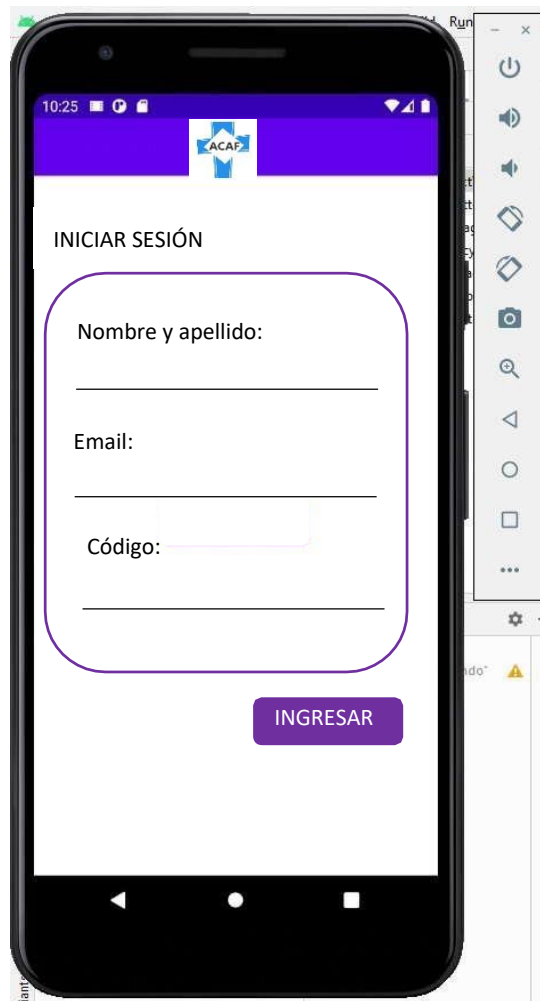 Run
10:25
ACAF
INICIAR SESIÓN
Nombre y apellido:
Email:
Código:
INGRESAR